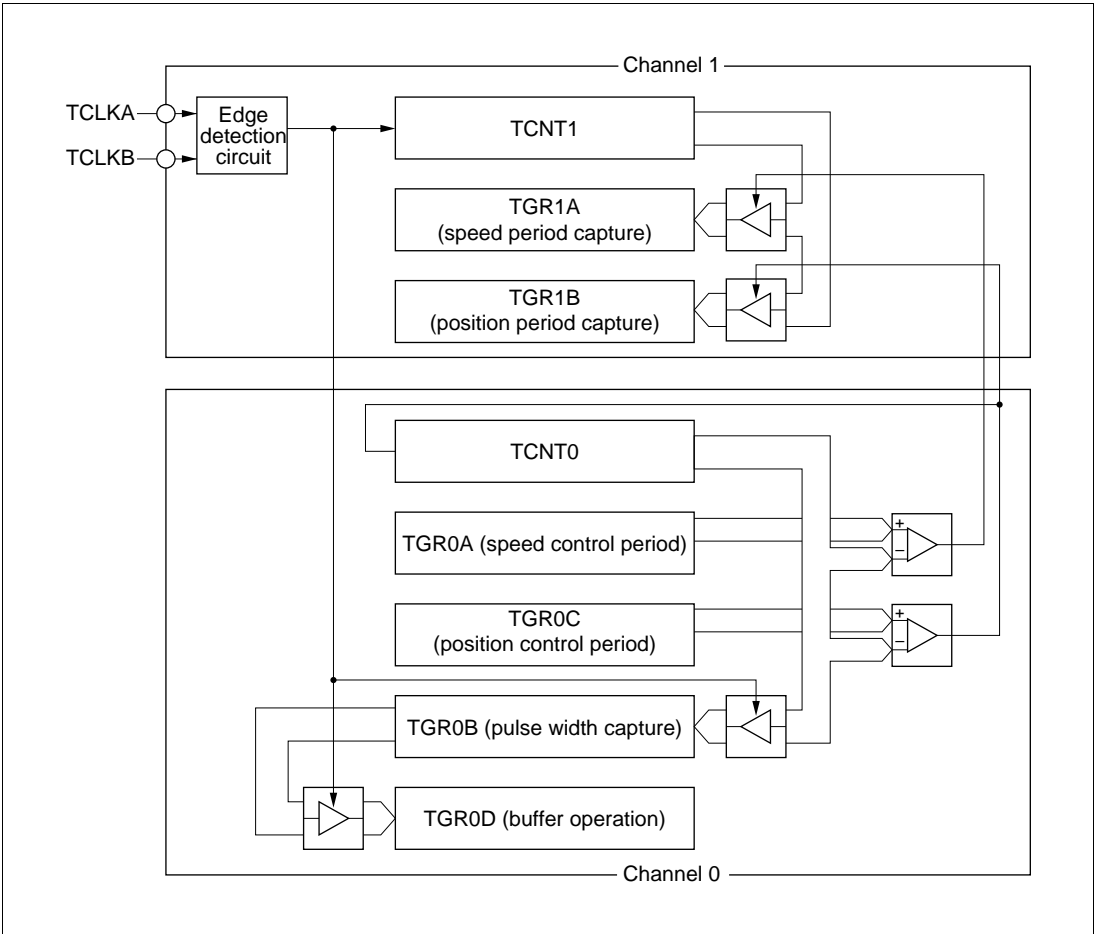 Channel 1
TCLKA
TCLKB
Edge
detection
circuit
TCNT1
TGR1A
(speed period capture)
TGR1B
(position period capture)
TCNT0
TGR0A (speed control period)
+
−
TGR0C
(position control period)
+
−
TGR0B (pulse width capture)
TGR0D (buffer operation)
Channel 0